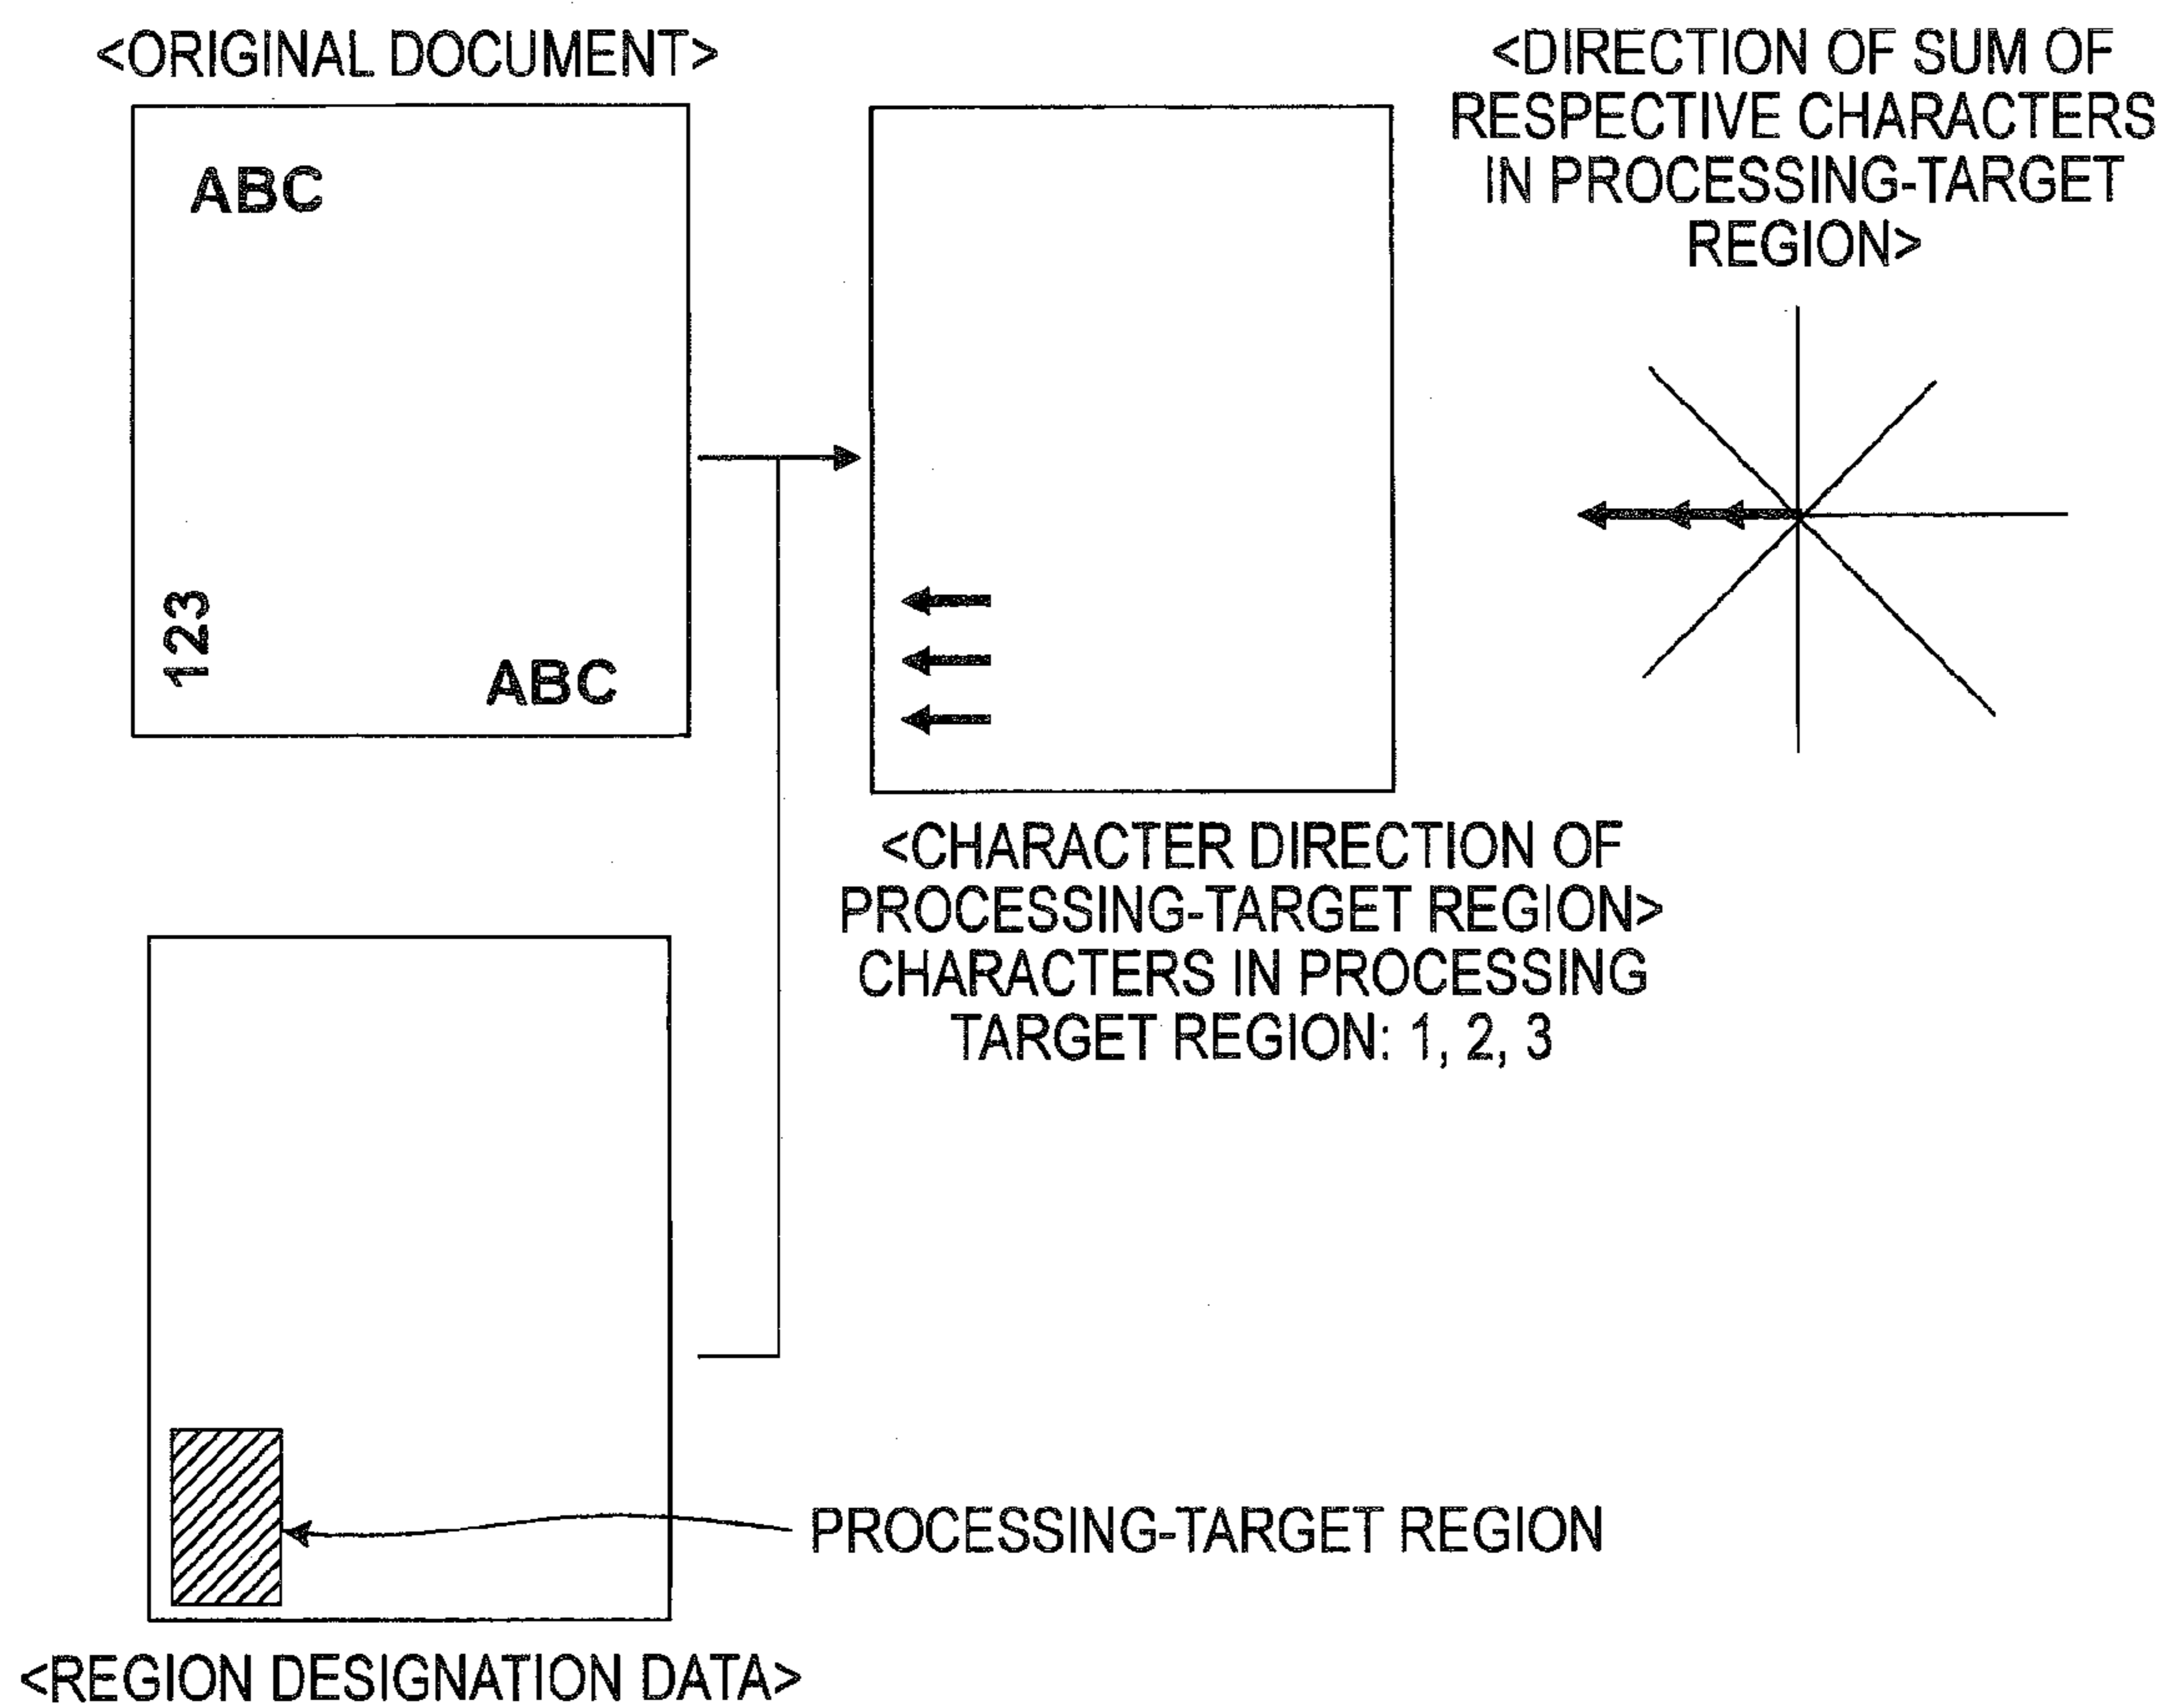 <ORIGINAL DOCUMENT>
ABC
123
ABC
<DIRECTION OF SUM OF
RESPECTIVE CHARACTERS
IN PROCESSING-TARGET
REGION>
<CHARACTER DIRECTION OF
PROCESSING-TARGET REGION>
CHARACTERS IN PROCESSING
TARGET REGION: 1, 2, 3
PROCESSING-TARGET REGION
<REGION DESIGNATION DATA>